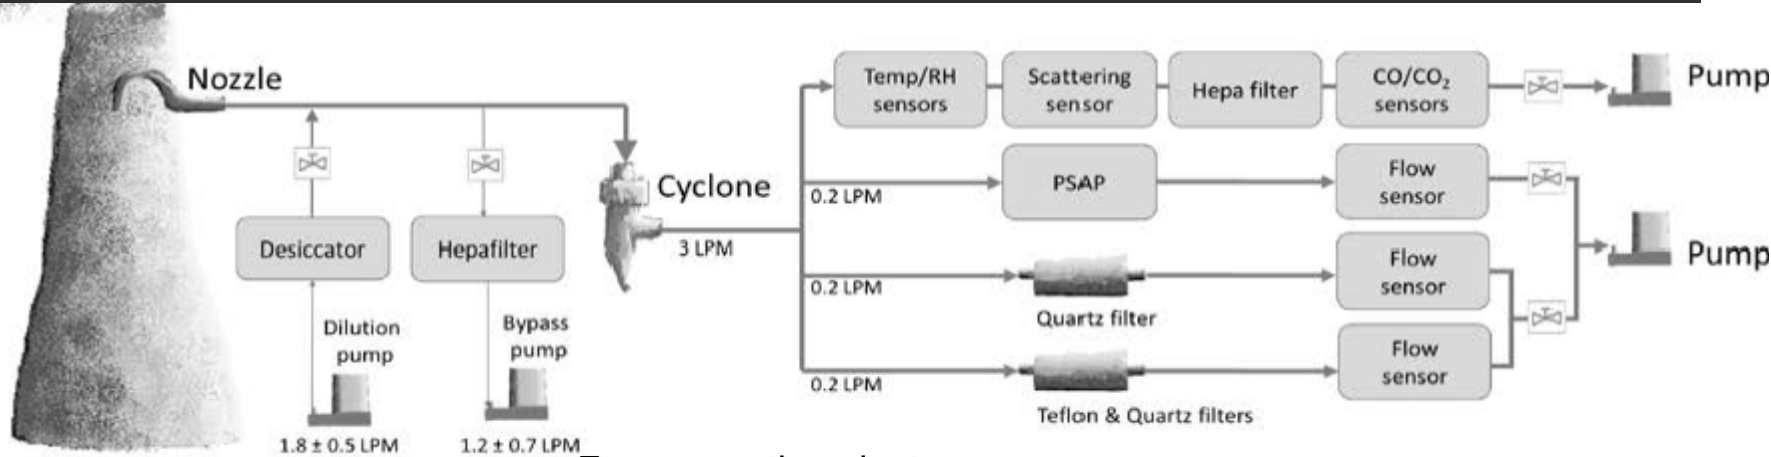 Nozzle
Temp/RH
sensors
Scattering
sensor
Hepa filter
CO/CO₂
sensors
Pump
Cyclone
3 LPM
0.2 LPM
PSAP
Flow
sensor
Pump
Desiccator
Hepafilter
0.2 LPM
Quartz filter
Flow
sensor
Dilution
pump
Bypass
pump
0.2 LPM
Teflon & Quartz filters
Flow
sensor
1.8 ± 0.5 LPM
1.2 ± 0.7 LPM